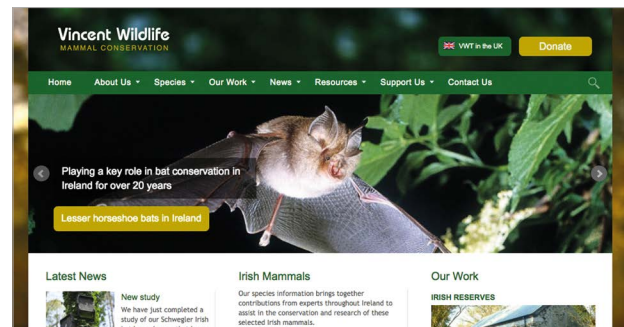 Vincent Wildlife
MAMMAL CONSERVATION
VWT in the UK
Donate
Home
About Us
Species
Our Work
News
Resources
Support Us
Contact Us
Playing a key role in bat conservation in
Ireland for over 20 years
Lesser horseshoe bats in Ireland
Latest News
New study
We have just completed a
study of our Schwegler Irish
Irish Mammals
Our species information brings together
contributions from experts throughout Ireland to
assist in the conservation and research of these
selected Irish mammals.
Our Work
IRISH RESERVES